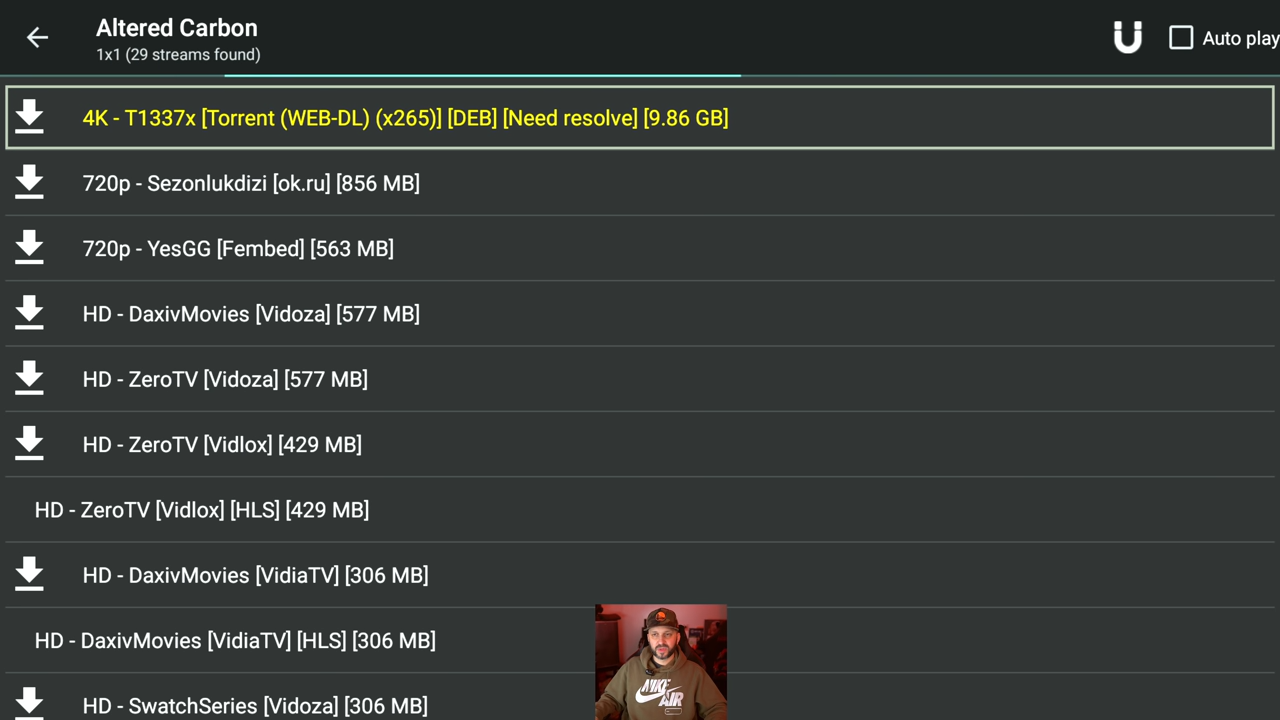 Altered Carbon
1x1 (29 streams found)
Auto play
4K - T1337x [Torrent (WEB-DL) (x265)] [DEB] [Need resolve] [9.86 GB]
720p - Sezonlukdizi [ok.ru] [856 MB]
720p - YesGG [Fembed] [563 MB]
HD - DaxivMovies [Vidoza] [577 MB]
HD - ZeroTV [Vidoza] [577 MB]
HD - ZeroTV [Vidlox] [429 MB]
HD - ZeroTV [Vidlox] [HLS] [429 MB]
HD - DaxivMovies [VidiaTV] [306 MB]
HD - DaxivMovies [VidiaTV] [HLS] [306 MB]
HD - SwatchSeries [Vidoza] [306 MB]
NIKE
AIR